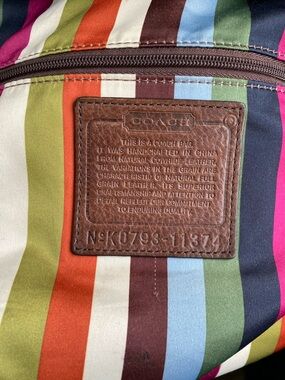 COACH
THIS IS A COACH BAG.
IT WAS HANDCRAFTED IN CHINA
FROM NATURAL COWHIDE LEATHER.
THE VARIATIONS IN THE GRAIN ARE
CHARACTERISTIC OF NATURAL FULL
GRAIN LEATHER. ITS SUPERIOR
CRAFTSMANSHIP AND ATTENTION TO
DETAIL REFLECT OUR COMMITMENT
TO ENDURING QUALITY.
NoK0793-11374